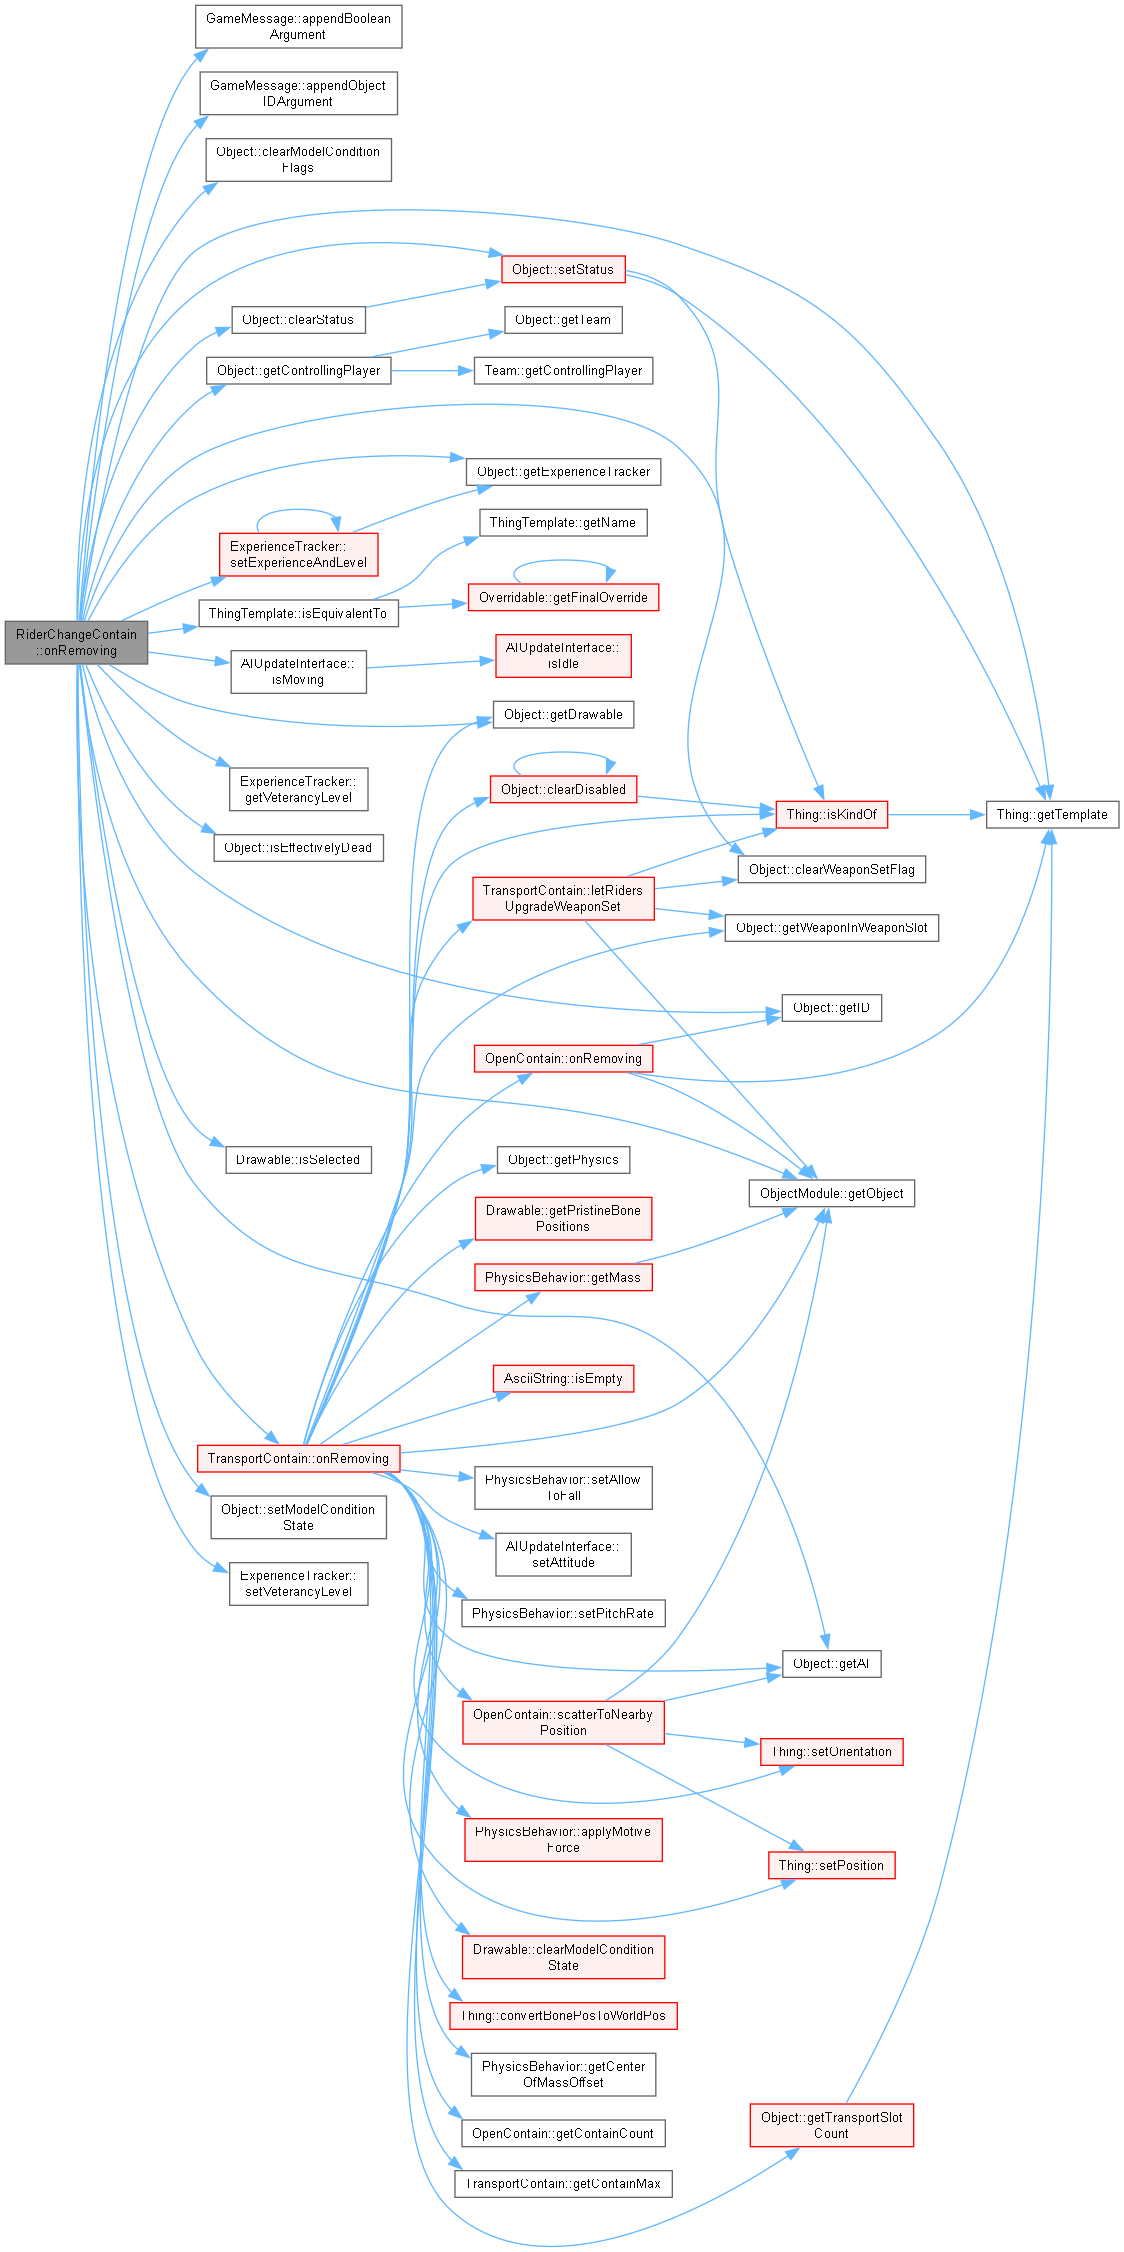 GameMessage::appendBoolean
Argument
GameMessage::appendObject
IDArgument
Object::clearModelCondition
Flags
Object::setStatus
Object::clearStatus
Object::getTeam
Object::getControllingPlayer
Team::getControllingPlayer
Object::getExperienceTracker
ThingTemplate::getName
ExperienceTracker::
setExperienceAndLevel
Overridable::getFinalOverride
ThingTemplate::isEquivalentTo
RiderChangeContain
::onRemoving
AIUpdateInterface::
isIdle
AIUpdateInterface::
isMoving
Object::getDrawable
ExperienceTracker::
getVeterancyLevel
Object::clearDisabled
Thing::isKindOf
Thing::getTemplate
Object::isEffectivelyDead
Object::clearWeaponSetFlag
TransportContain::letRiders
UpgradeWeaponSet
Object::getWeaponInWeaponSlot
Object::getID
OpenContain::onRemoving
Drawable::isSelected
Object::getPhysics
ObjectModule::getObject
Drawable::getPristineBone
Positions
PhysicsBehavior::getMass
AsciiString::isEmpty
TransportContain::onRemoving
PhysicsBehavior::setAllow
ToFall
Object::setModelCondition
State
AIUpdateInterface::
setAttitude
ExperienceTracker::
setVeterancyLevel
PhysicsBehavior::setPitchRate
Object::getAI
OpenContain::scatterToNearby
Position
Thing::setOrientation
PhysicsBehavior::applyMotive
Force
Thing::setPosition
Drawable::clearModelCondition
State
Thing::convertBonePosToWorldPos
PhysicsBehavior::getCenter
OfMassOffset
Object::getTransportSlot
Count
OpenContain::getContainCount
TransportContain::getContainMax